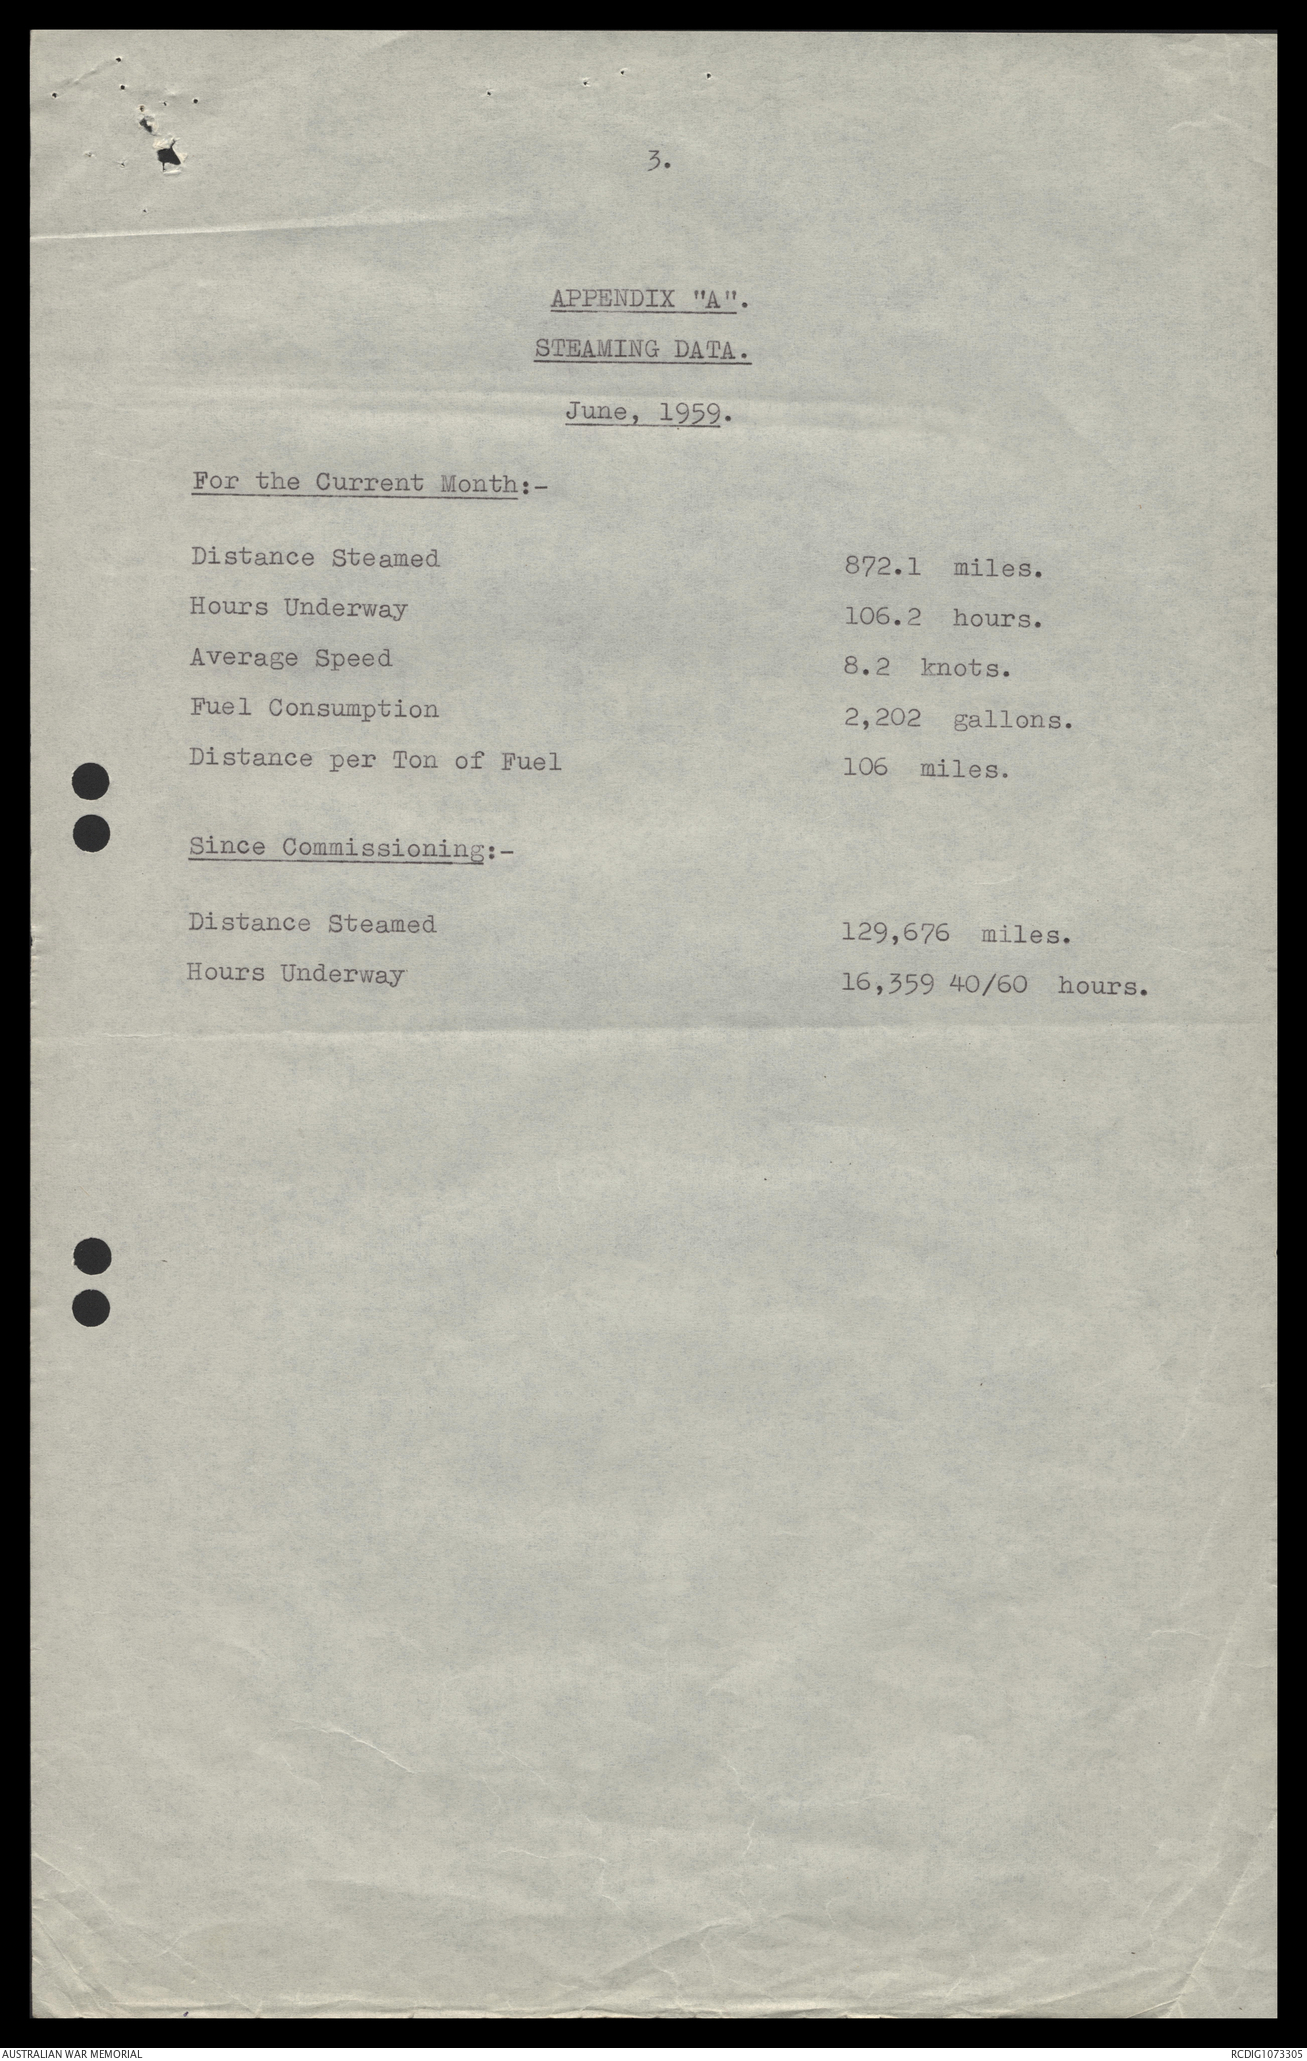 3.
APPENDIX "A".
STEAMING DATA.
June, 1959.
For the Current Month:-
Distance Steamed 872.1 miles.
Hours Underway 106.2 hours.
Average Speed 8.2 knots.
Fuel Consumption 2,202 gallons.
Distance per Ton of Fuel 106 miles.
Since Commissioning:-
Distance Steamed 129,676 miles.
Hours Underway 16,359 40/60 hours.
AUSTRALIAN WAR MEMORIAL RCDIG1073305